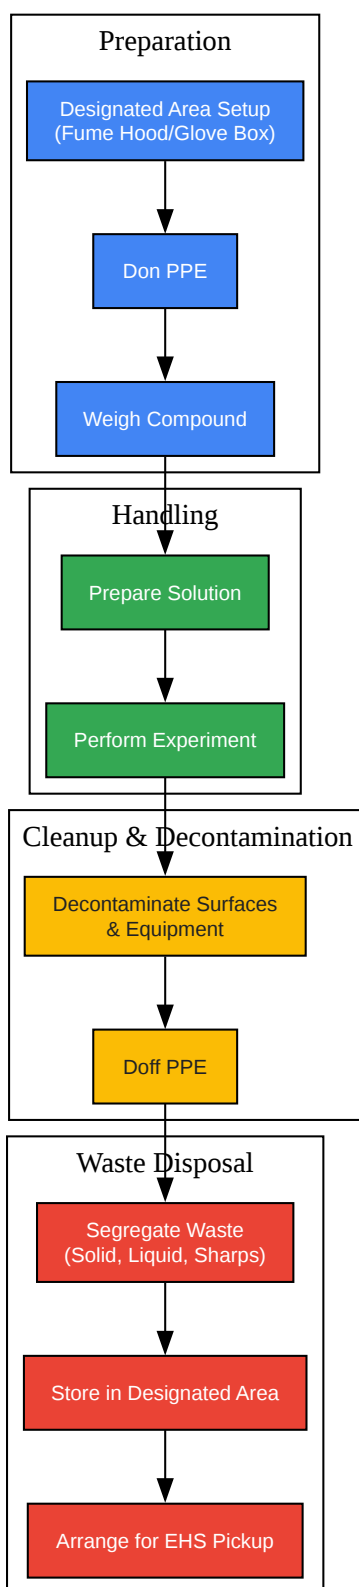 Preparation
Designated Area Setup
(Fume Hood/Glove Box)
Don PPE
Weigh Compound
Handling
Prepare Solution
Perform Experiment
Cleanup & Decontamination
Decontaminate Surfaces
& Equipment
Doff PPE
Waste Disposal
Segregate Waste
(Solid, Liquid, Sharps)
Store in Designated Area
Arrange for EHS Pickup